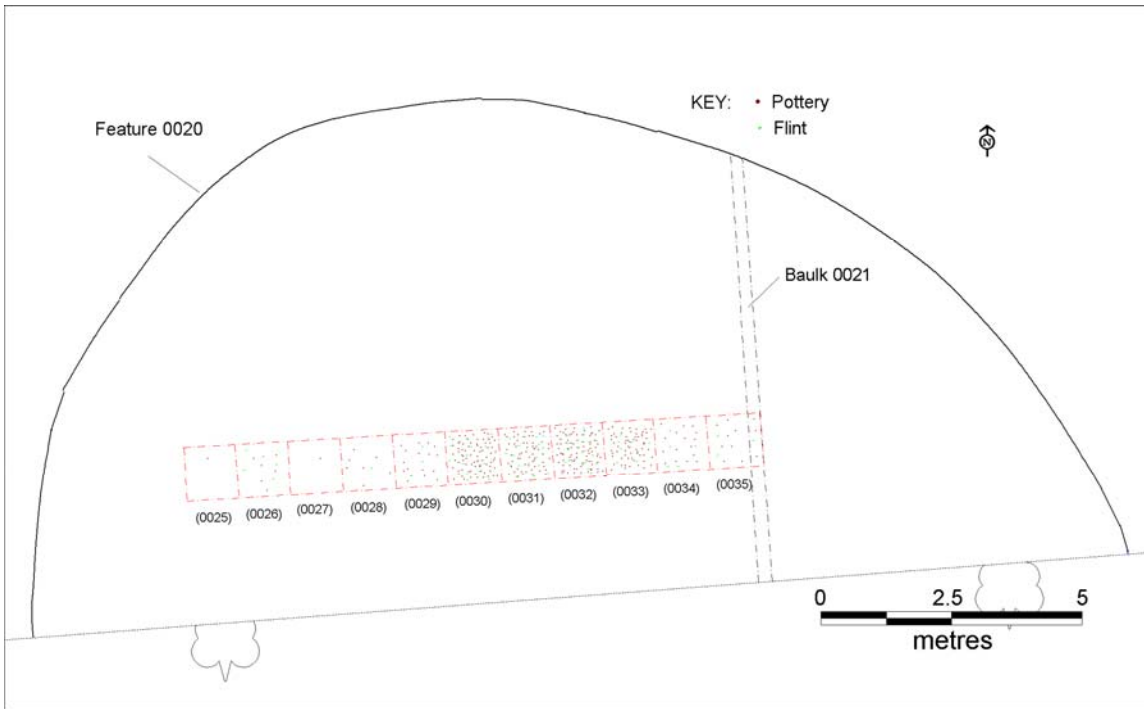 KEY:
Pottery
Flint
Feature 0020
N
Baulk 0021
(0025) (0026) (0027) (0028) (0029) (0030) (0031) (0032) (0033) (0034) (0035)
0 2.5 5
metres